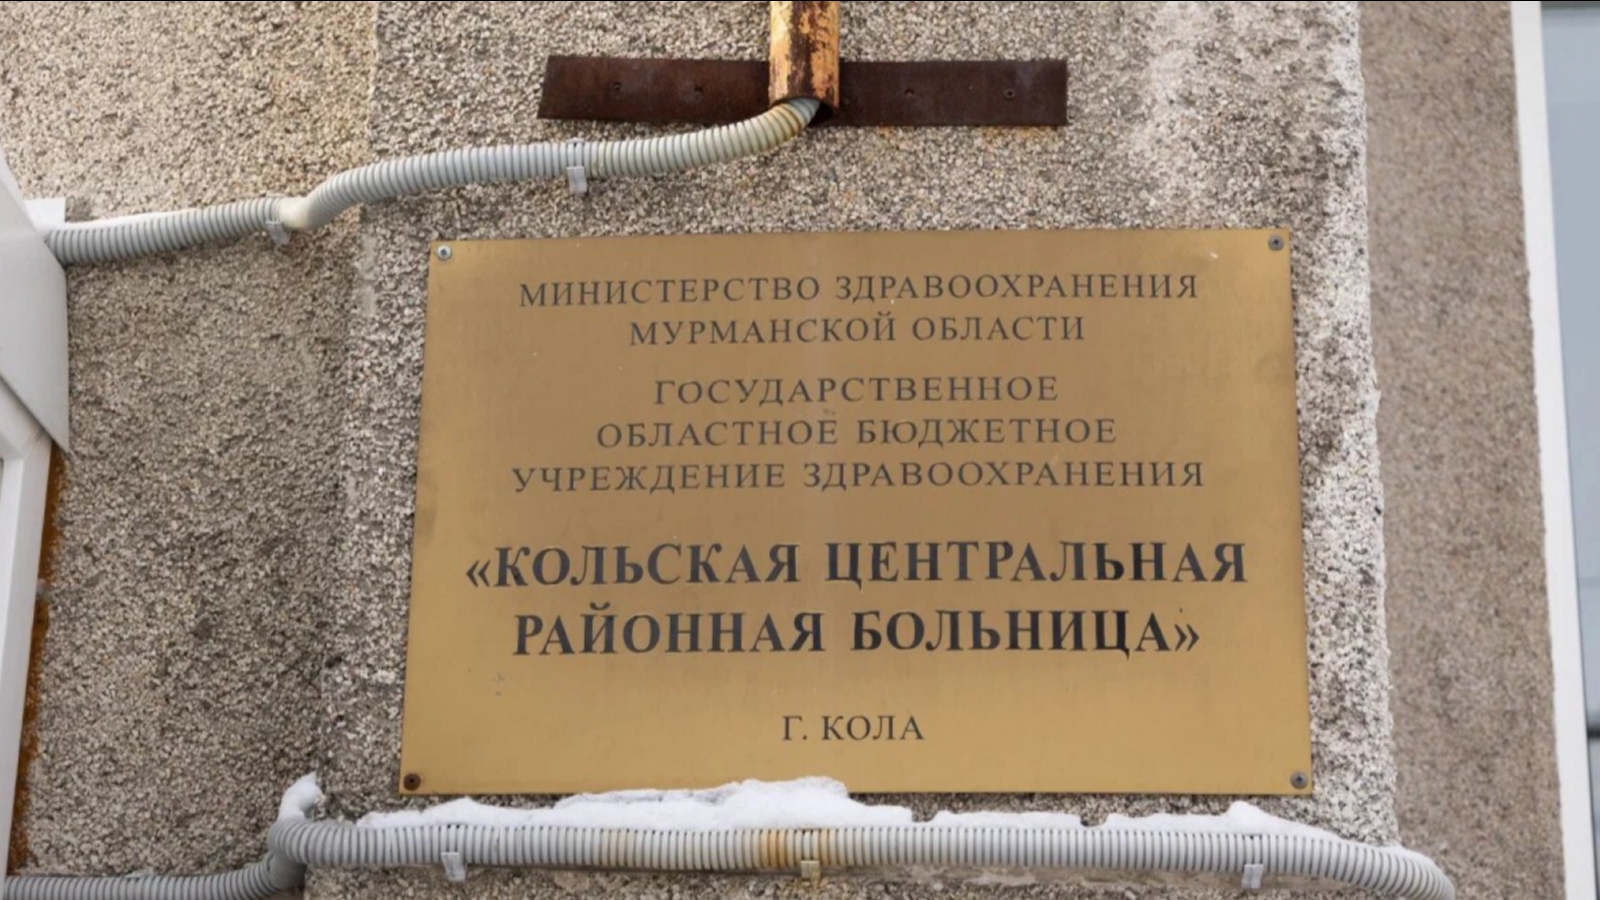 МИНИСТЕРСТВО ЗДРАВООХРАНЕНИЯ
МУРМАНСКОЙ ОБЛАСТИ
ГОСУДАРСТВЕННОЕ
ОБЛАСТНОЕ БЮДЖЕТНОЕ
УЧРЕЖДЕНИЕ ЗДРАВООХРАНЕНИЯ
«КОЛЬСКАЯ ЦЕНТРАЛЬНАЯ
РАЙОННАЯ БОЛЬНИЦА»
Г. КОЛА